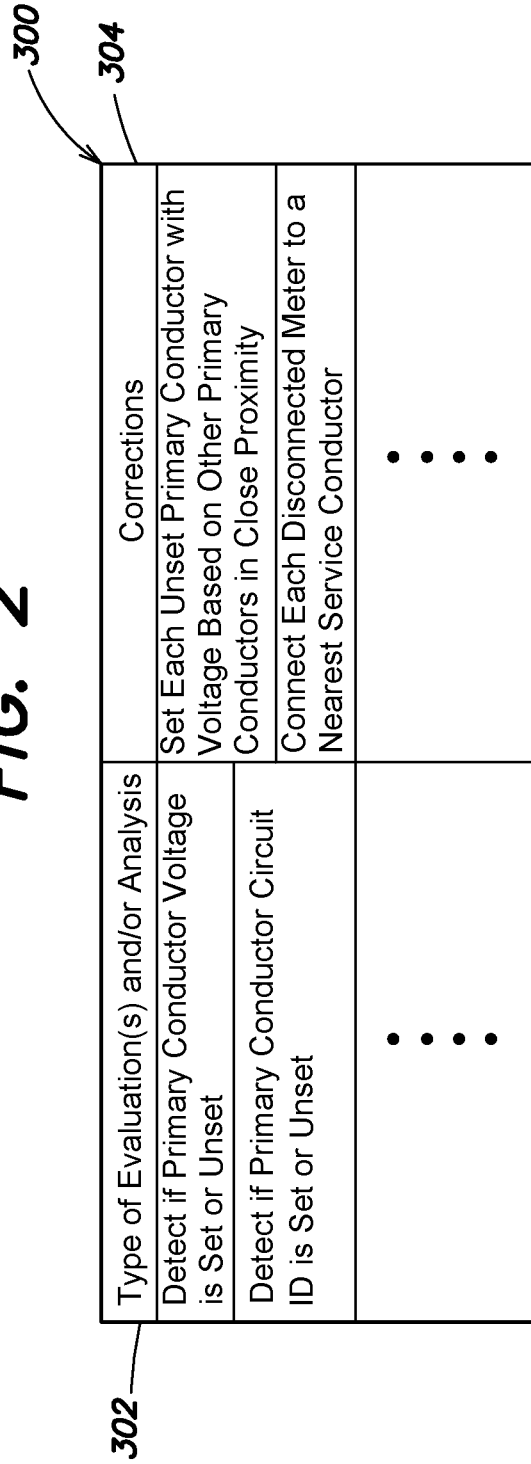 FIG. 2
300
302
304
Type of Evaluation(s) and/or Analysis
Corrections
Detect if Primary Conductor Voltage
is Set or Unset
Set Each Unset Primary Conductor with
Voltage Based on Other Primary
Conductors in Close Proximity
Detect if Primary Conductor Circuit
ID is Set or Unset
Connect Each Disconnected Meter to a
Nearest Service Conductor